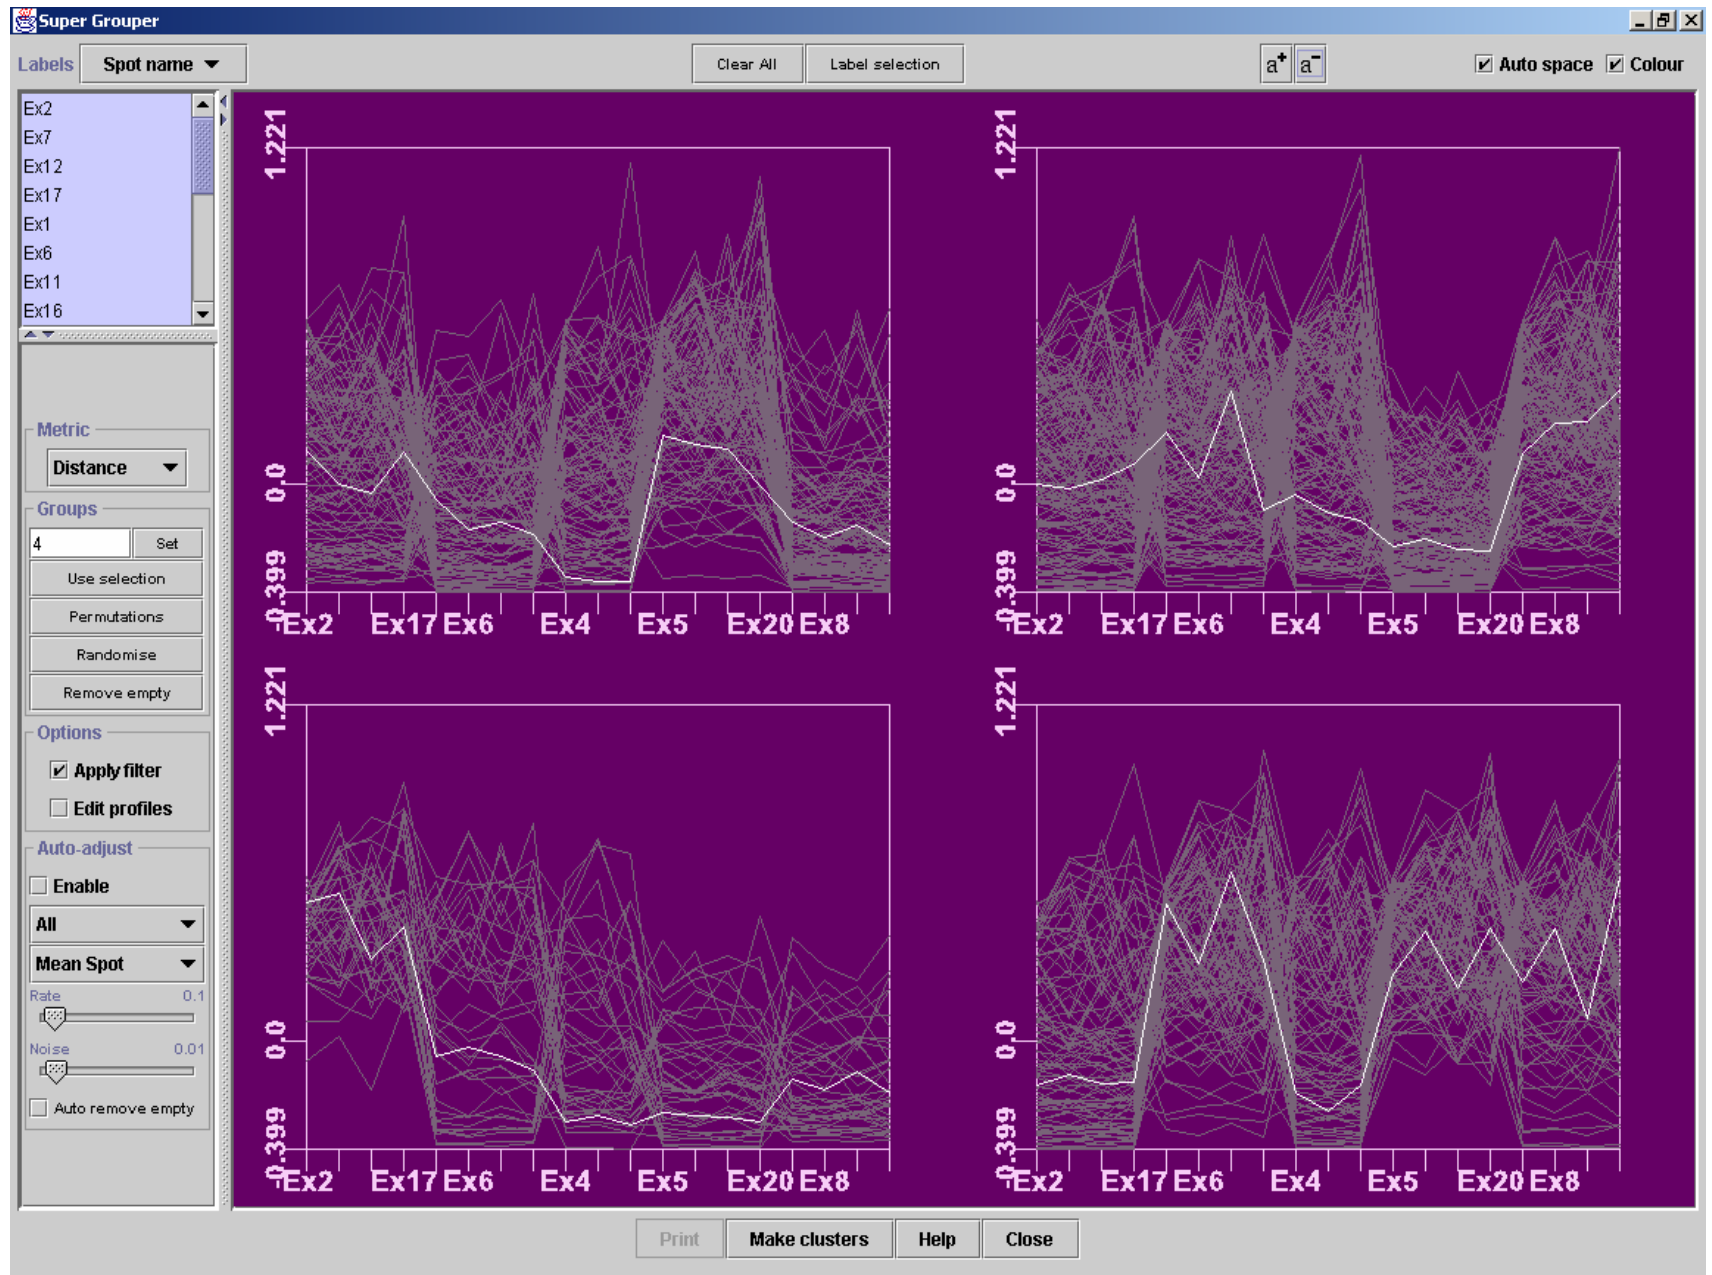 Super Grouper
Labels Spot name Clear All Label selection a+ a- Auto space Colour
Ex2
Ex7
Ex12
Ex17
Ex1
Ex6
Ex11
Ex16
Metric
Distance
Groups
4 Set
Use selection
Permutations
Randomise
Remove empty
Options
Apply filter
Edit profiles
Auto-adjust
Enable
All
Mean Spot
Rate 0.1
Noise 0.01
Auto remove empty
1.221
0.0
-0.399
Ex2 Ex17 Ex6 Ex4 Ex5 Ex20 Ex8
1.221
0.0
-0.399
Ex2 Ex17 Ex6 Ex4 Ex5 Ex20 Ex8
1.221
0.0
-0.399
Ex2 Ex17 Ex6 Ex4 Ex5 Ex20 Ex8
1.221
0.0
-0.399
Ex2 Ex17 Ex6 Ex4 Ex5 Ex20 Ex8
Print Make clusters Help Close